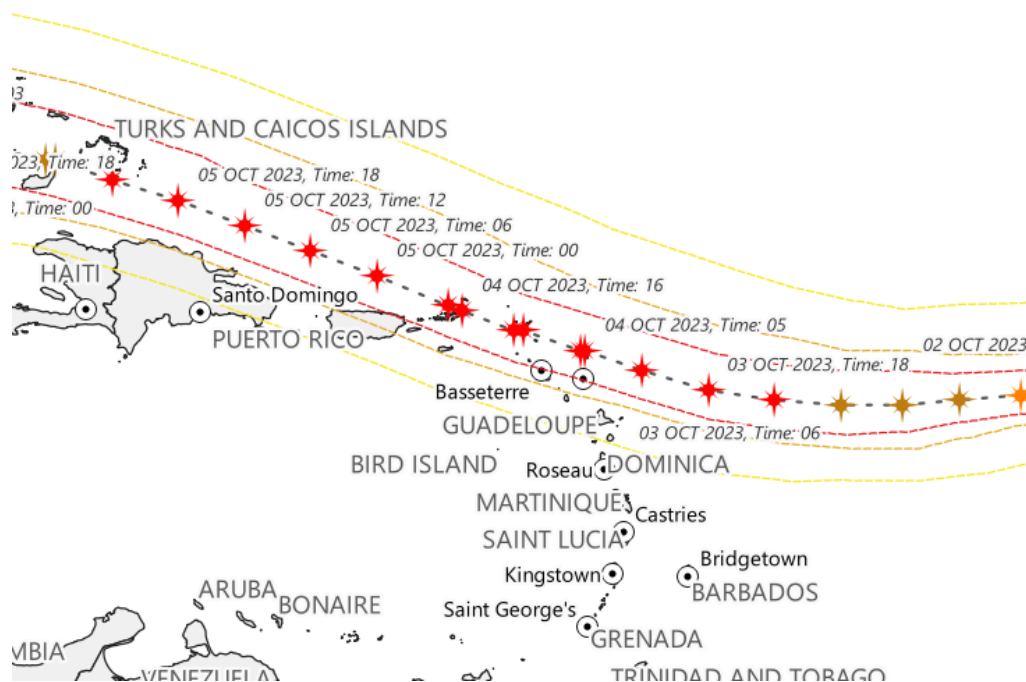 03
TURKS AND CAICOS ISLANDS
023, Time: 18
05 OCT 2023, Time: 18
05 OCT 2023, Time: 12
, Time: 00
05 OCT 2023, Time: 06
05 OCT 2023, Time: 00
HAITI
04 OCT 2023, Time: 16
Santo Domingo
04 OCT 2023, Time: 05
PUERTO RICO
02 OCT 2023
03 OCT 2023, Time: 18
Basseterre
GUADELOUPE
03 OCT 2023, Time: 06
BIRD ISLAND
Roseau
DOMINICA
MARTINIQUE
Castries
SAINT LUCIA
Bridgetown
Kingstown
ARUBA
BARBADOS
BONAIRE
Saint George's
GRENADA
MBIA
VENEZUELA
TRINIDAD AND TOBAGO